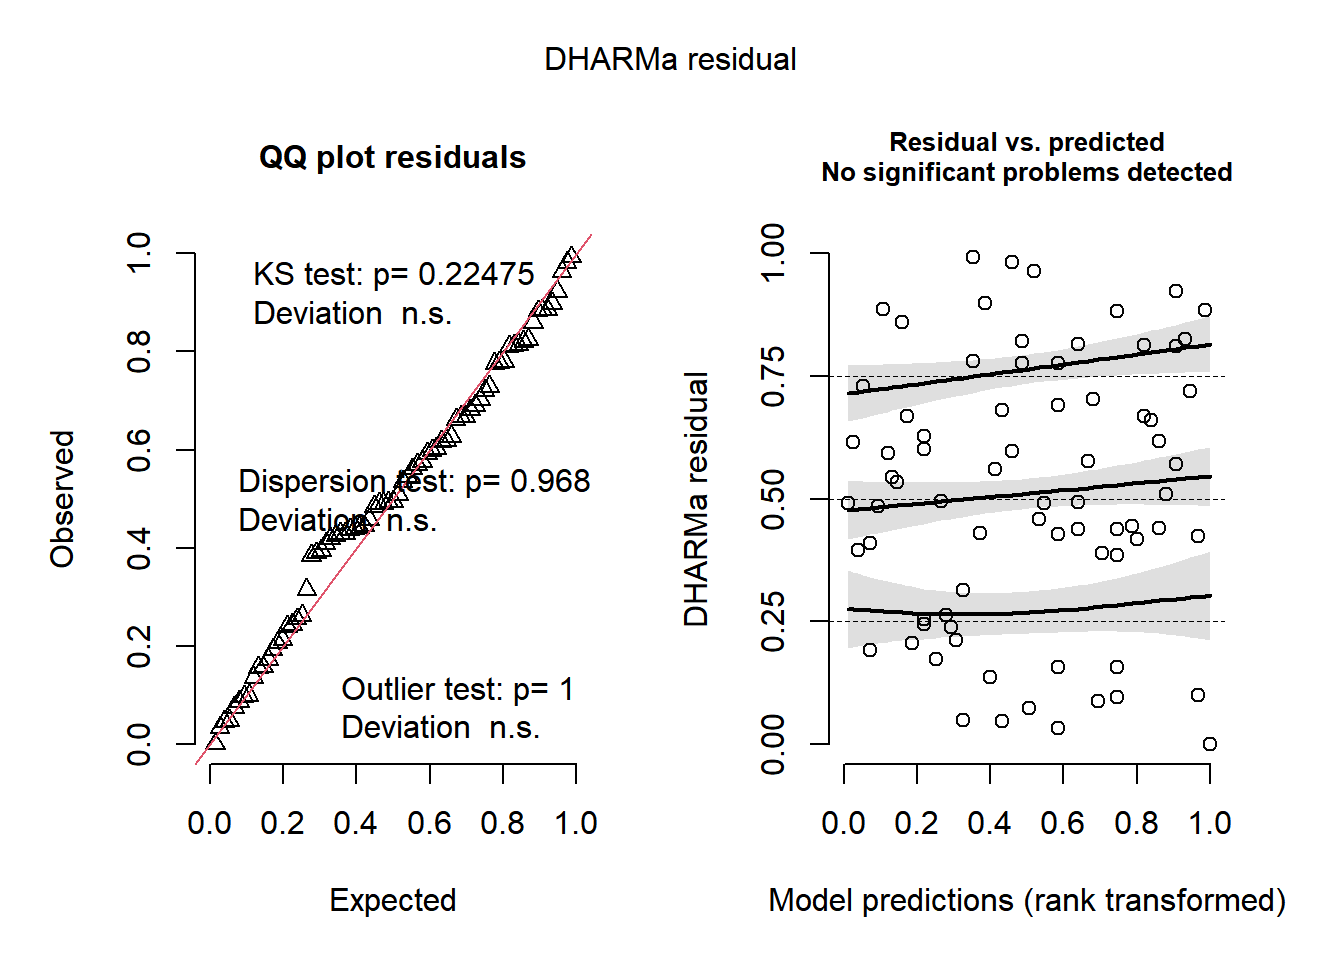 DHARMa residual
QQ plot residuals
KS test: p= 0.22475
Deviation  n.s.
Dispersion test: p= 0.968
Deviation  n.s.
Outlier test: p= 1
Deviation  n.s.
Observed
0.0 0.2 0.4 0.6 0.8 1.0
0.0 0.2 0.4 0.6 0.8 1.0
Expected
Residual vs. predicted
No significant problems detected
DHARMa residual
0.00 0.25 0.50 0.75 1.00
0.0 0.2 0.4 0.6 0.8 1.0
Model predictions (rank transformed)